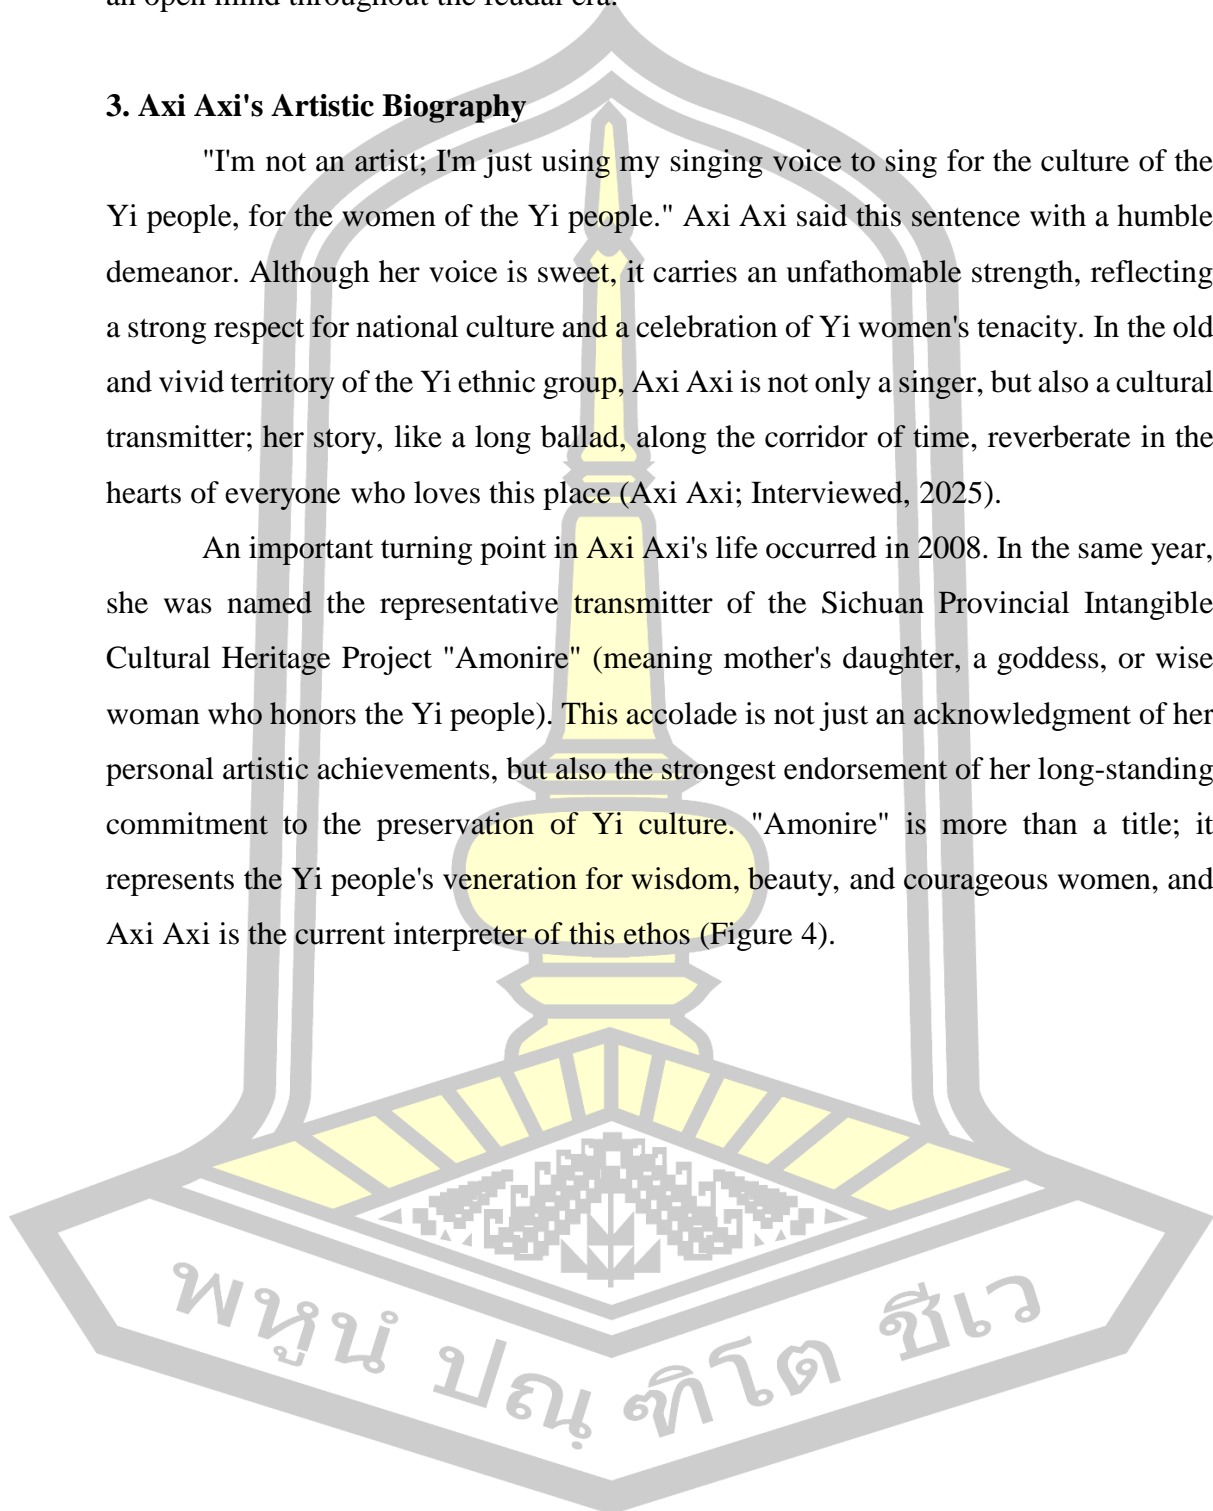 an open mind throughout the feudal era.
3. Axi Axi's Artistic Biography
"I'm not an artist; I'm just using my singing voice to sing for the culture of the
Yi people, for the women of the Yi people." Axi Axi said this sentence with a humble
demeanor. Although her voice is sweet, it carries an unfathomable strength, reflecting
a strong respect for national culture and a celebration of Yi women's tenacity. In the old
and vivid territory of the Yi ethnic group, Axi Axi is not only a singer, but also a cultural
transmitter; her story, like a long ballad, along the corridor of time, reverberate in the
hearts of everyone who loves this place (Axi Axi; Interviewed, 2025).
An important turning point in Axi Axi's life occurred in 2008. In the same year,
she was named the representative transmitter of the Sichuan Provincial Intangible
Cultural Heritage Project "Amonire" (meaning mother's daughter, a goddess, or wise
woman who honors the Yi people). This accolade is not just an acknowledgment of her
personal artistic achievements, but also the strongest endorsement of her long-standing
commitment to the preservation of Yi culture. "Amonire" is more than a title; it
represents the Yi people's veneration for wisdom, beauty, and courageous women, and
Axi Axi is the current interpreter of this ethos (Figure 4).
พหูนํ ปณฺฑิโต ชีเว